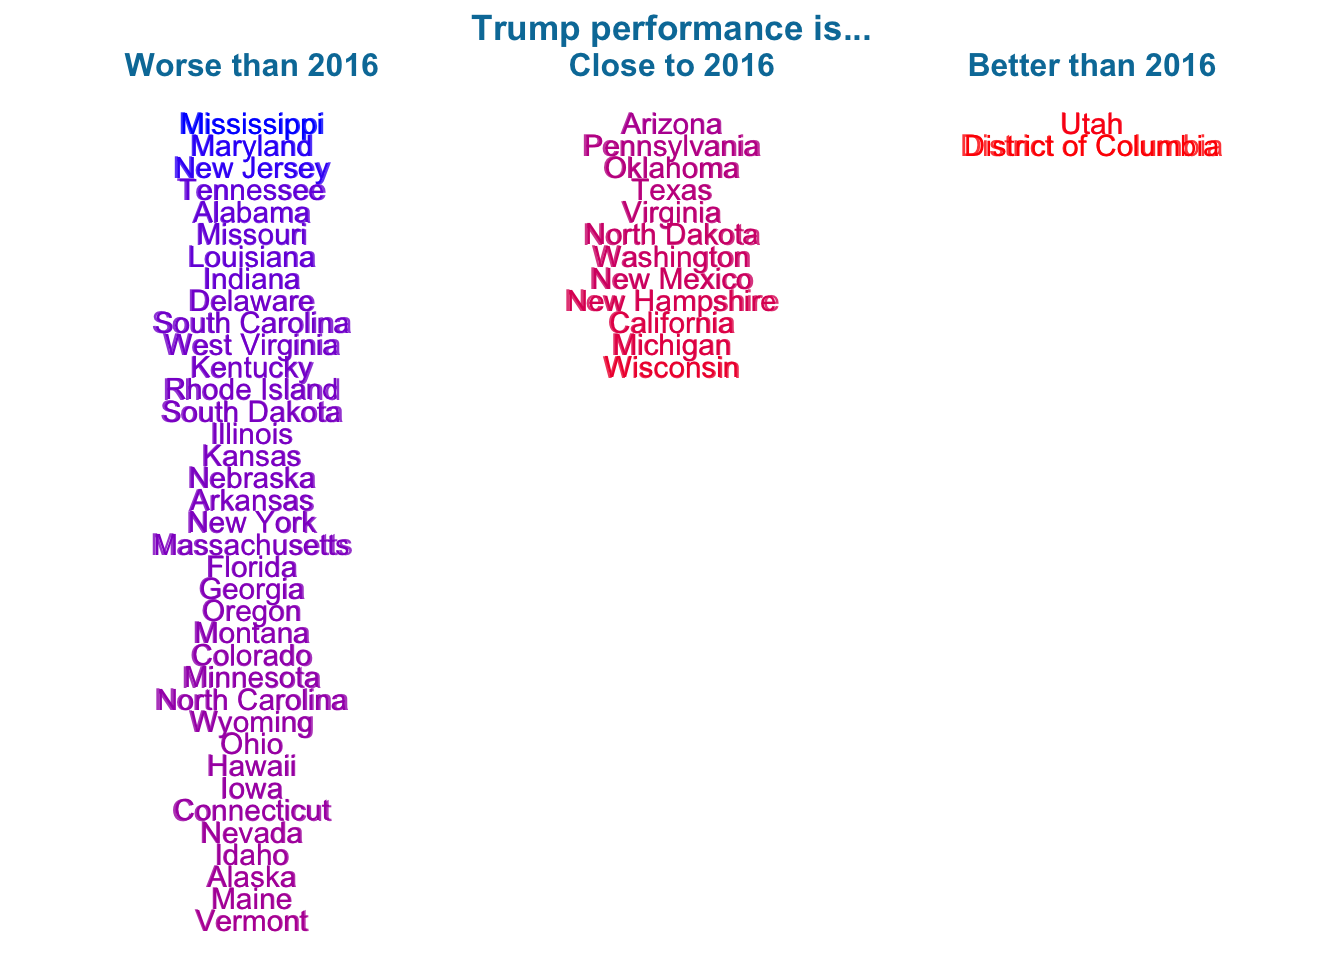 Trump performance is...
Worse than 2016
Mississippi
Maryland
New Jersey
Tennessee
Alabama
Missouri
Louisiana
Indiana
Delaware
South Carolina
West Virginia
Kentucky
Rhode Island
South Dakota
Illinois
Kansas
Nebraska
Arkansas
New York
Massachusetts
Florida
Georgia
Oregon
Montana
Colorado
Minnesota
North Carolina
Wyoming
Ohio
Hawaii
Iowa
Connecticut
Nevada
Idaho
Alaska
Maine
Vermont
Close to 2016
Arizona
Pennsylvania
Oklahoma
Texas
Virginia
North Dakota
Washington
New Mexico
New Hampshire
California
Michigan
Wisconsin
Better than 2016
Utah
District of Columbia